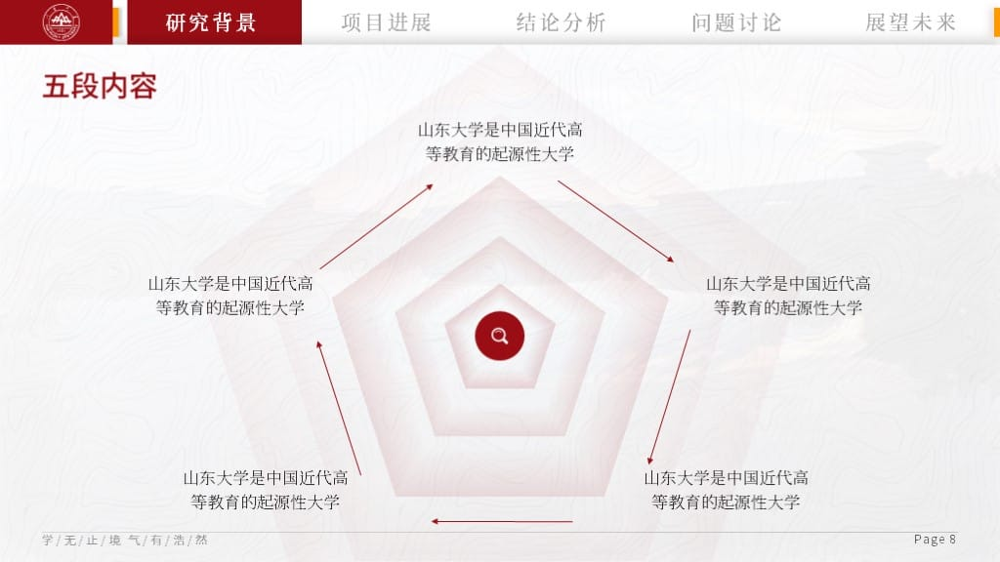 研究背景
项目进展
结论分析
问题讨论
展望未来
五段内容
山东大学是中国近代高
等教育的起源性大学
山东大学是中国近代高
等教育的起源性大学
山东大学是中国近代高
等教育的起源性大学
山东大学是中国近代高
等教育的起源性大学
山东大学是中国近代高
等教育的起源性大学
学/无/止/境 气/有/浩/然
Page 8